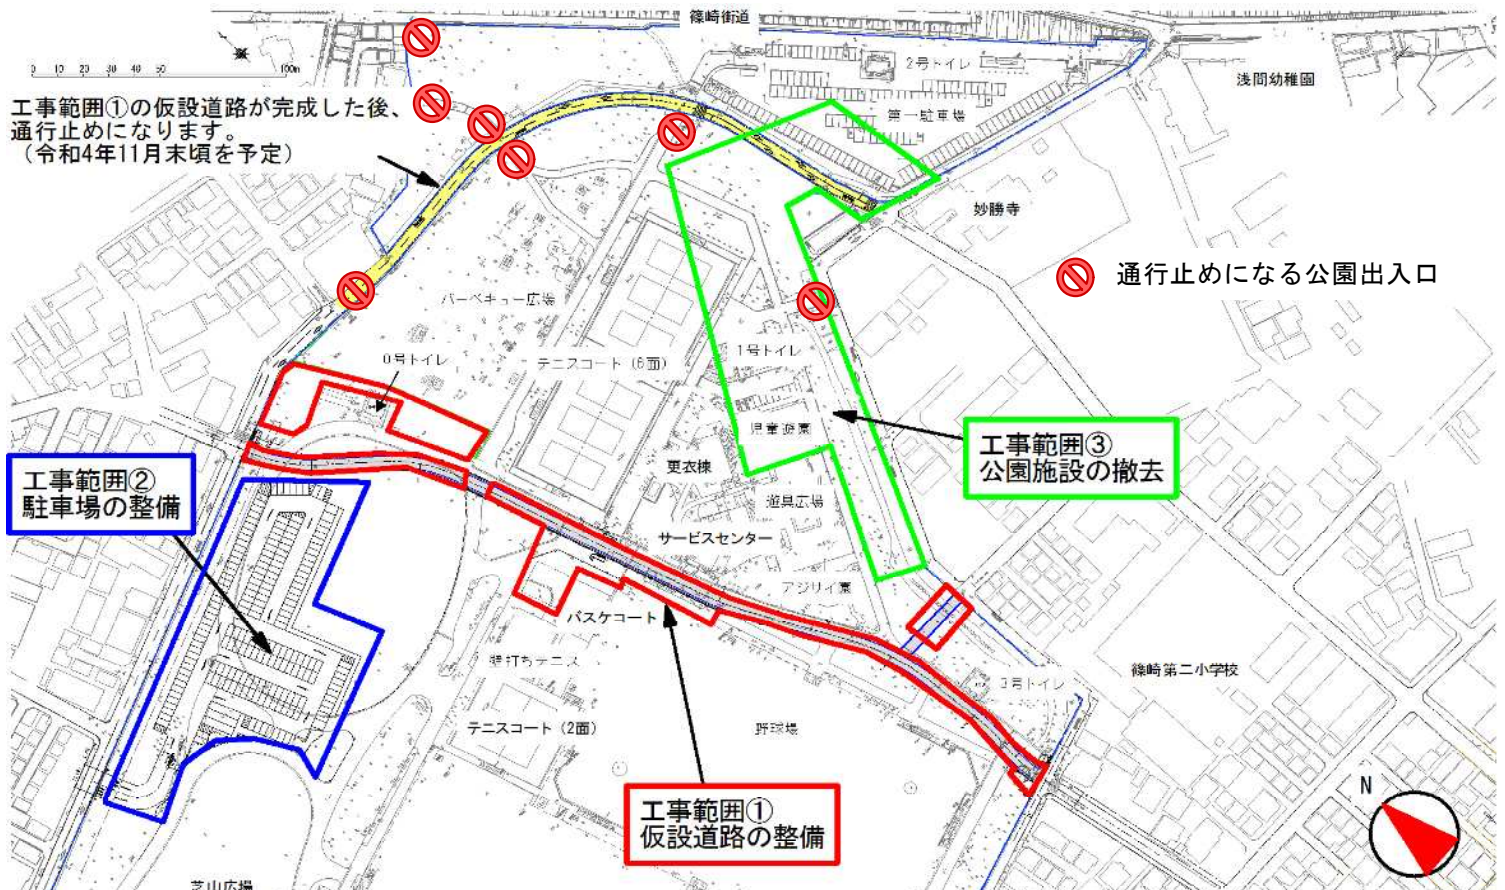 篠崎街道
2号トイレ
浅間幼稚園
0 10 20 30 40 50 100m
工事範囲①の仮設道路が完成した後、
通行止めになります。
(令和4年11月末頃を予定)
第一駐車場
妙勝寺
通行止めになる公園出入口
バーベキュー広場
0号トイレ
テニスコート(6面)
1号トイレ
児童遊園
工事範囲③
公園施設の撤去
更衣棟
工事範囲②
駐車場の整備
遊具広場
サービスセンター
アジサイ園
バスケコート
壁打ちテニス
3号トイレ
篠崎第二小学校
テニスコート(2面)
野球場
工事範囲①
仮設道路の整備
N
芝山広場